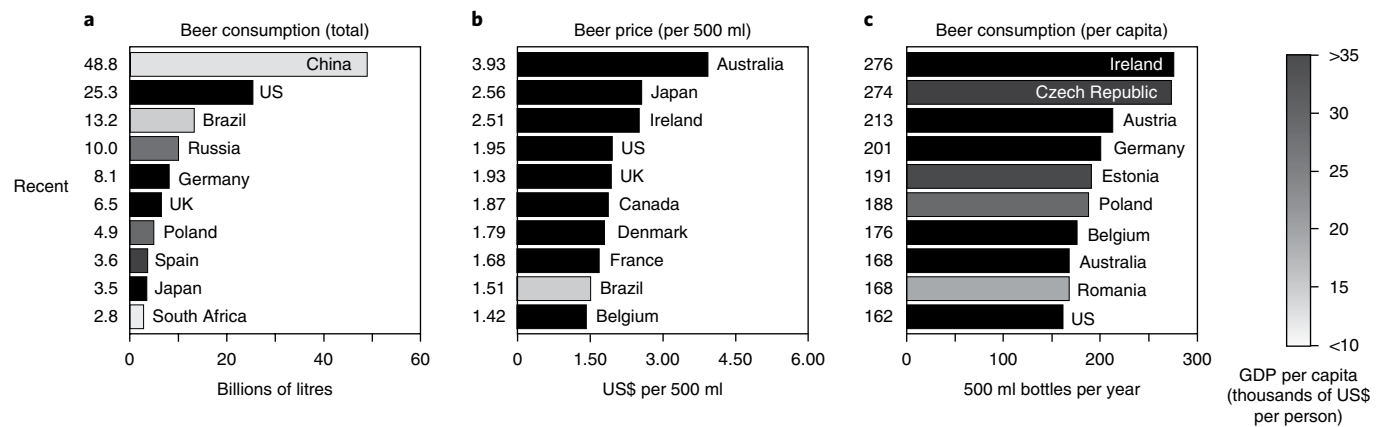 a
Beer consumption (total)
Recent
48.8 China
25.3 US
13.2 Brazil
10.0 Russia
8.1 Germany
6.5 UK
4.9 Poland
3.6 Spain
3.5 Japan
2.8 South Africa
0 20 40 60
Billions of litres
b
Beer price (per 500 ml)
3.93 Australia
2.56 Japan
2.51 Ireland
1.95 US
1.93 UK
1.87 Canada
1.79 Denmark
1.68 France
1.51 Brazil
1.42 Belgium
0 1.50 3.00 4.50 6.00
US$ per 500 ml
c
Beer consumption (per capita)
276 Ireland
274 Czech Republic
213 Austria
201 Germany
191 Estonia
188 Poland
176 Belgium
168 Australia
168 Romania
162 US
0 100 200 300
500 ml bottles per year
>35
30
25
20
15
<10
GDP per capita
(thousands of US$
per person)